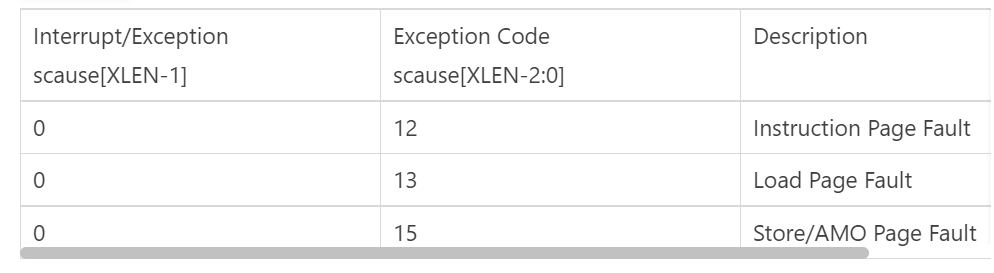 Interrupt/Exception
scause[XLEN-1]
Exception Code
scause[XLEN-2:0]
Description
0
12
Instruction Page Fault
0
13
Load Page Fault
0
15
Store/AMO Page Fault